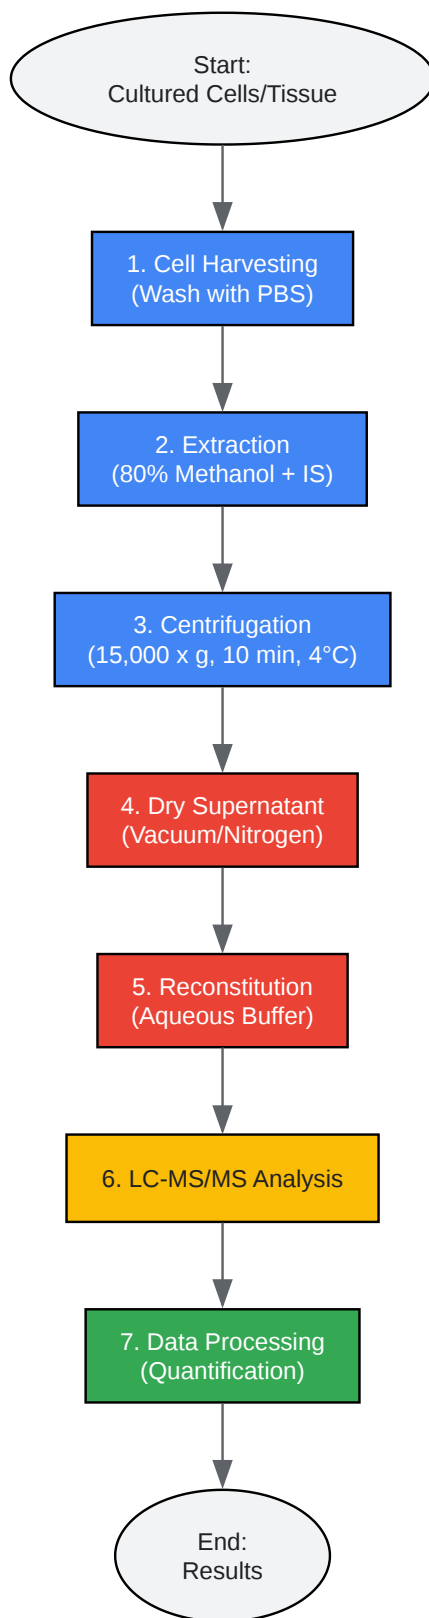 Start:
Cultured Cells/Tissue
1. Cell Harvesting
(Wash with PBS)
2. Extraction
(80% Methanol + IS)
3. Centrifugation
(15,000 x g, 10 min, 4°C)
4. Dry Supernatant
(Vacuum/Nitrogen)
5. Reconstitution
(Aqueous Buffer)
6. LC-MS/MS Analysis
7. Data Processing
(Quantification)
End:
Results